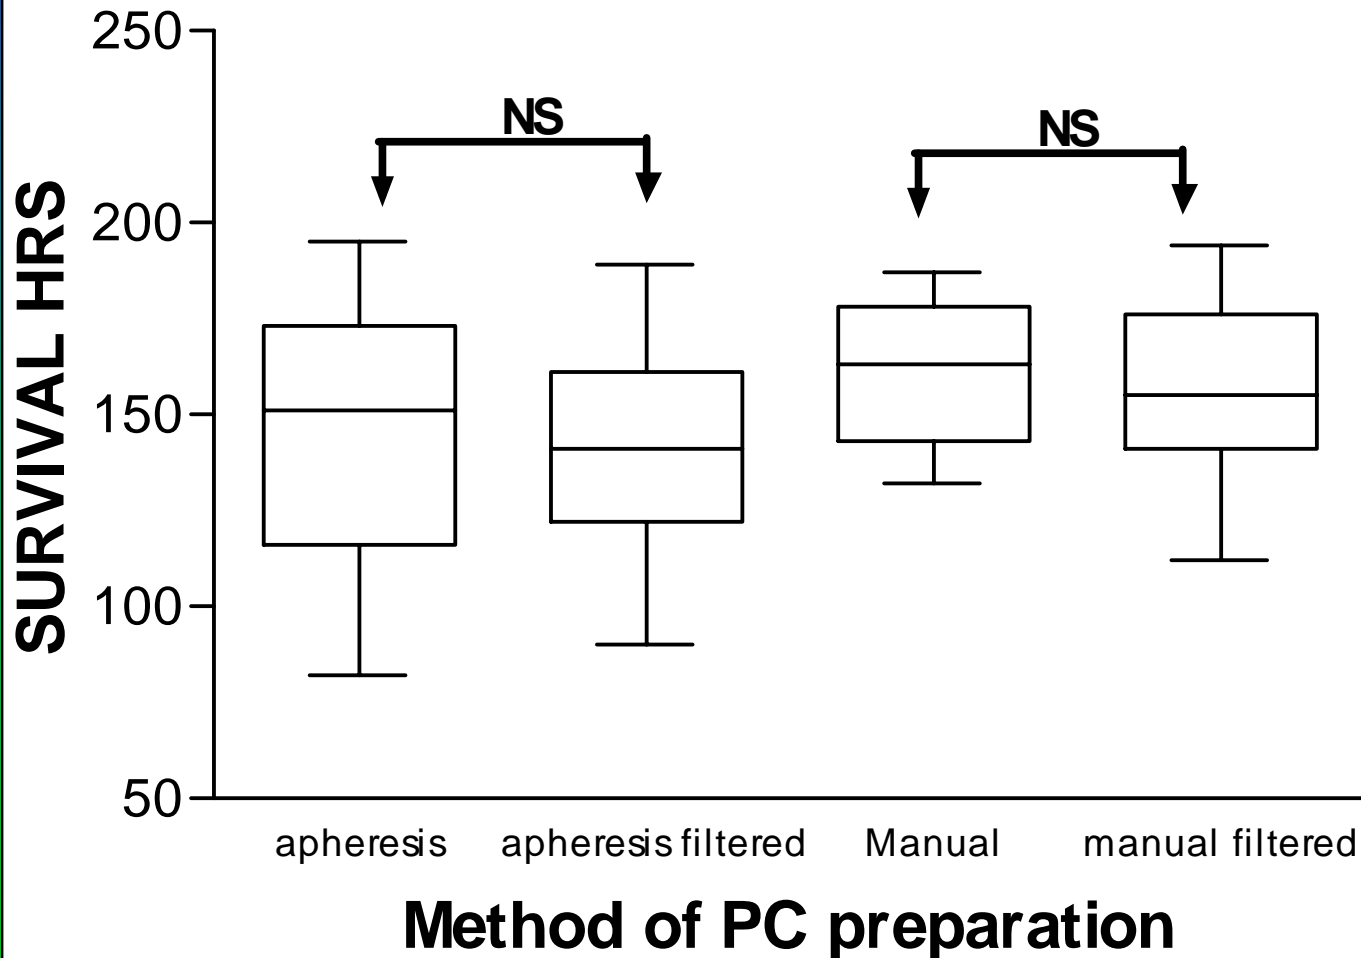 250
NS
NS
200
150
100
50
SURVIVAL HRS
apheresis
apheresis filtered
Manual
manual filtered
Method of PC preparation